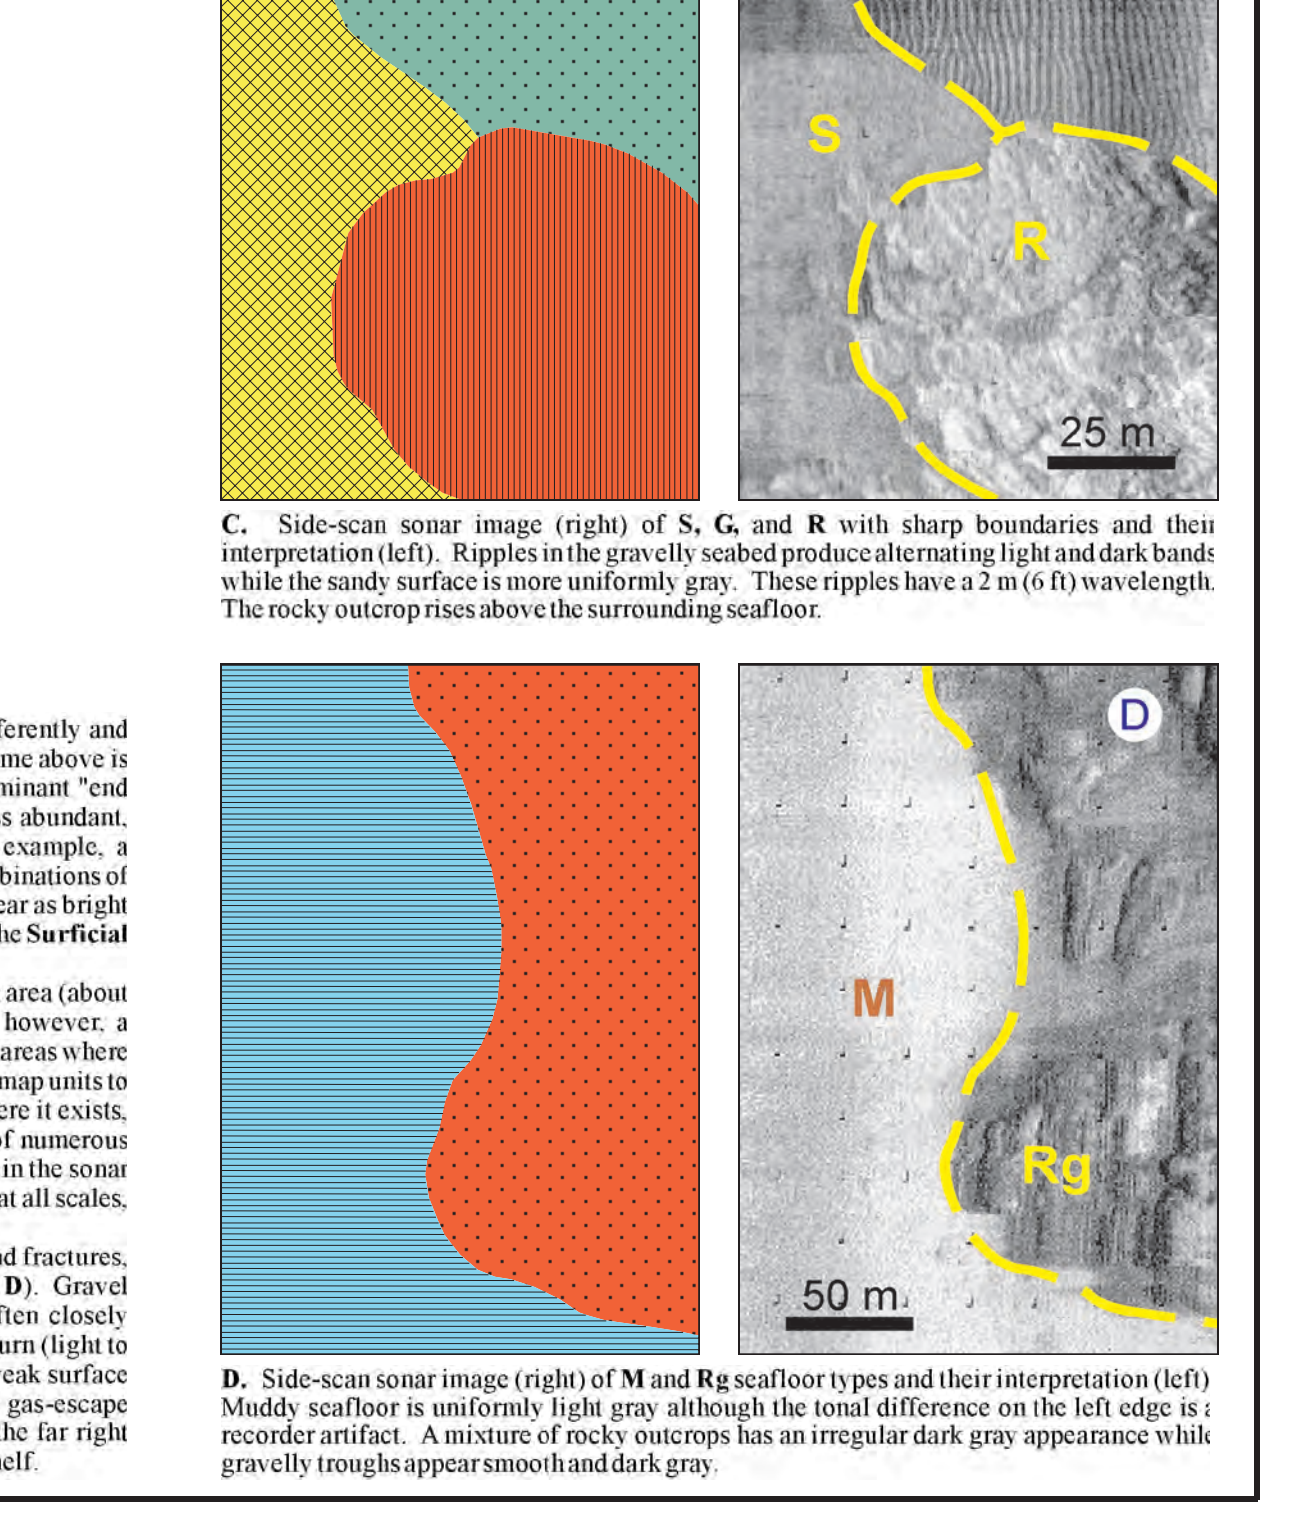 S
R
25 m
C. Side-scan sonar image (right) of S, G, and R with sharp boundaries and their
interpretation (left). Ripples in the gravelly seabed produce alternating light and dark bands
while the sandy surface is more uniformly gray. These ripples have a 2 m (6 ft) wavelength.
The rocky outcrop rises above the surrounding seafloor.
ferently and
me above is
minant "end
s abundant,
example, a
binations of
ear as bright
he Surficial
area (about
however, a
areas where
map units to
ere it exists,
of numerous
in the sonar
at all scales,
d fractures,
D). Gravel
ften closely
urn (light to
eak surface
gas-escape
he far right
elf.
D
M
Rg
50 m
D. Side-scan sonar image (right) of M and Rg seafloor types and their interpretation (left)
Muddy seafloor is uniformly light gray although the tonal difference on the left edge is a
recorder artifact. A mixture of rocky outcrops has an irregular dark gray appearance while
gravelly troughs appear smooth and dark gray.